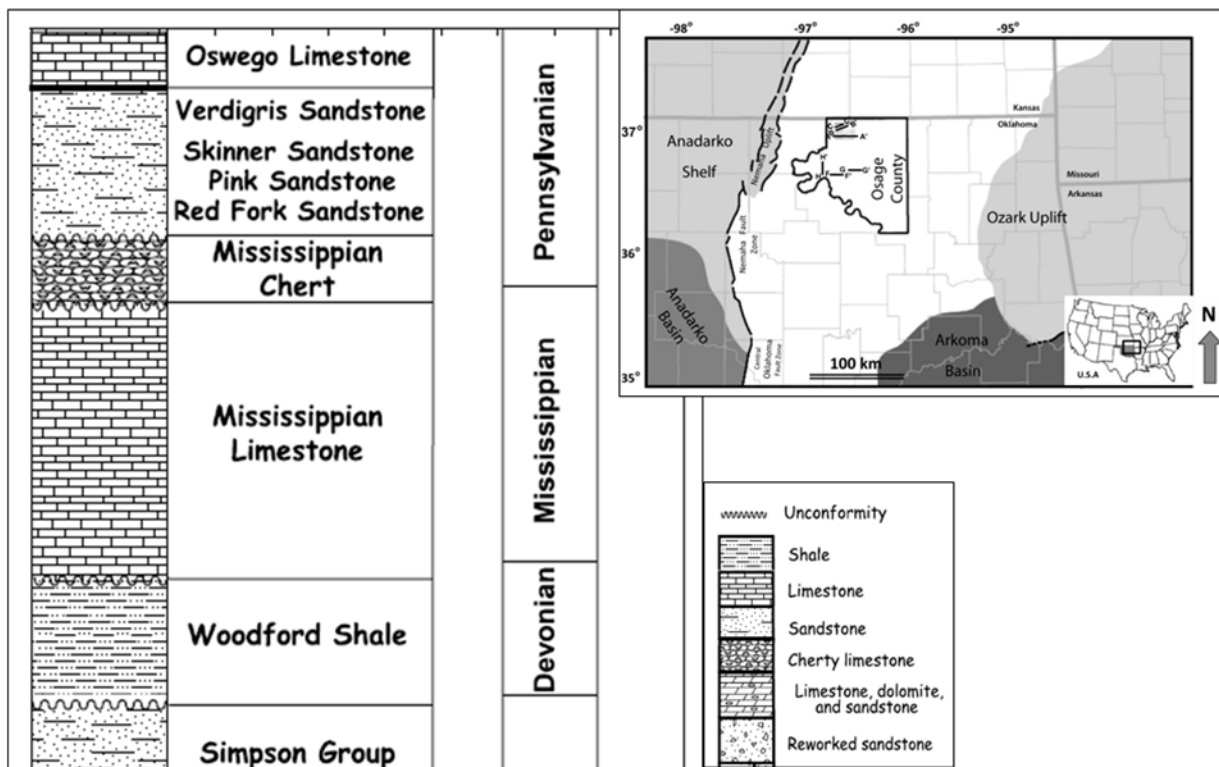 Oswego Limestone
Verdigris Sandstone
Skinner Sandstone
Pink Sandstone
Red Fork Sandstone
Mississippian
Chert
Mississippian
Limestone
Woodford Shale
Simpson Group
Pennsylvanian
Mississippian
Devonian
-98°
-97°
-96°
-95°
37°
36°
35°
Kansas
Oklahoma
Missouri
Arkansas
Anadarko
Shelf
Nemaha Uplift
Osage
County
Ozark Uplift
Nemaha Fault
Zone
Anadarko
Basin
Central
Oklahoma
Fault Zone
100 km
Arkoma
Basin
U.S.A
N
A'
G G'
F'
Unconformity
Shale
Limestone
Sandstone
Cherty limestone
Limestone, dolomite,
and sandstone
Reworked sandstone